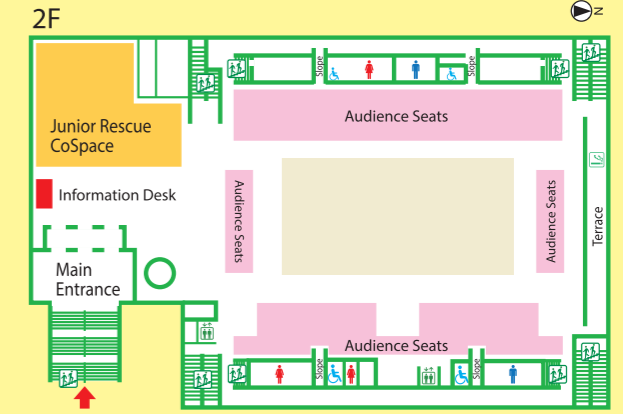 2F
N
Slope
Slope
Audience Seats
Junior Rescue
CoSpace
Information Desk
Audience Seats
Audience Seats
Terrace
Main
Entrance
Audience Seats
Slope
Slope